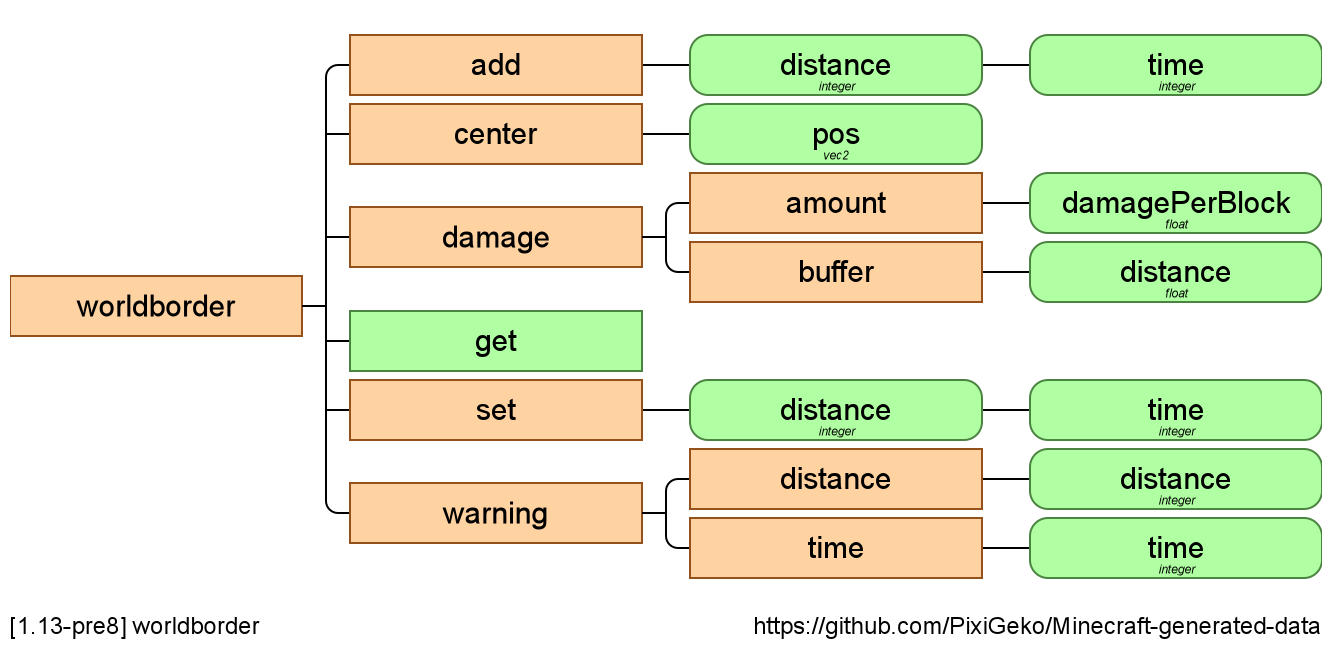 add
distance
integer
time
integer
center
pos
vec2
damage
amount
damagePerBlock
float
buffer
distance
float
worldborder
get
set
distance
integer
time
integer
warning
distance
distance
integer
time
time
integer
[1.13-pre8] worldborder
https://github.com/PixiGeko/Minecraft-generated-data